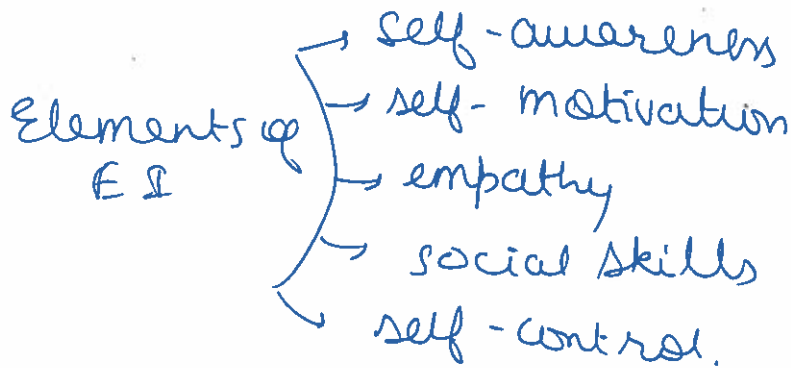 Elements of
EI
self-awareness
self-motivation
empathy
social skills
self-control.